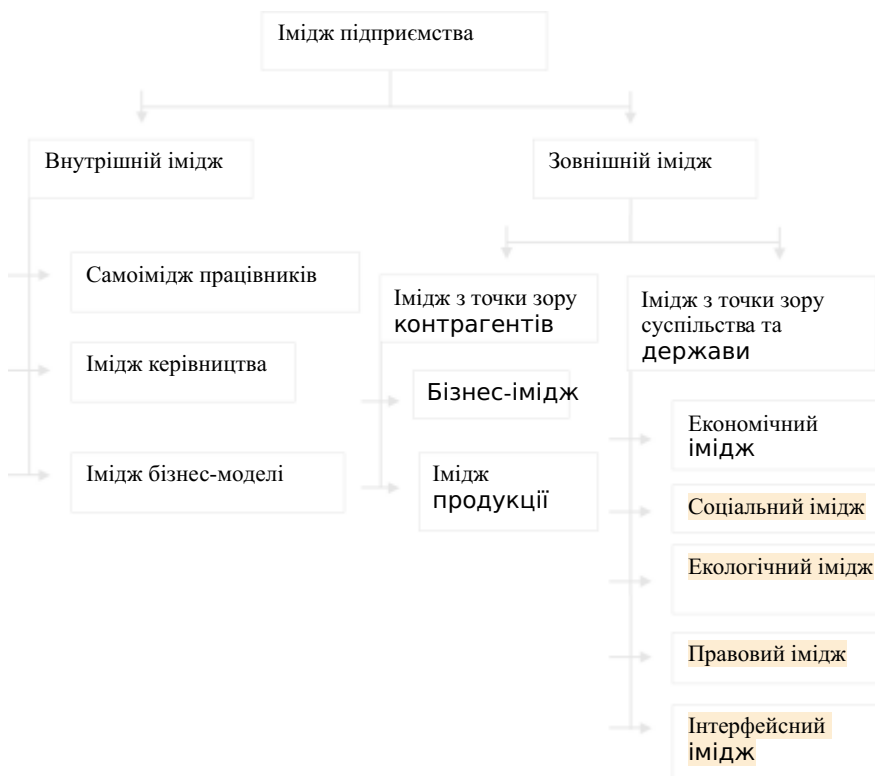 Імідж підприємства
Внутрішній імідж
Зовнішній імідж
Самоімідж працівників
Імідж керівництва
Імідж бізнес-моделі
Імідж з точки зору
контрагентів
Бізнес-імідж
Імідж
продукції
Імідж з точки зору
суспільства та
держави
Економічний
імідж
Соціальний імідж
Екологічний імідж
Правовий імідж
Інтерфейсний
імідж